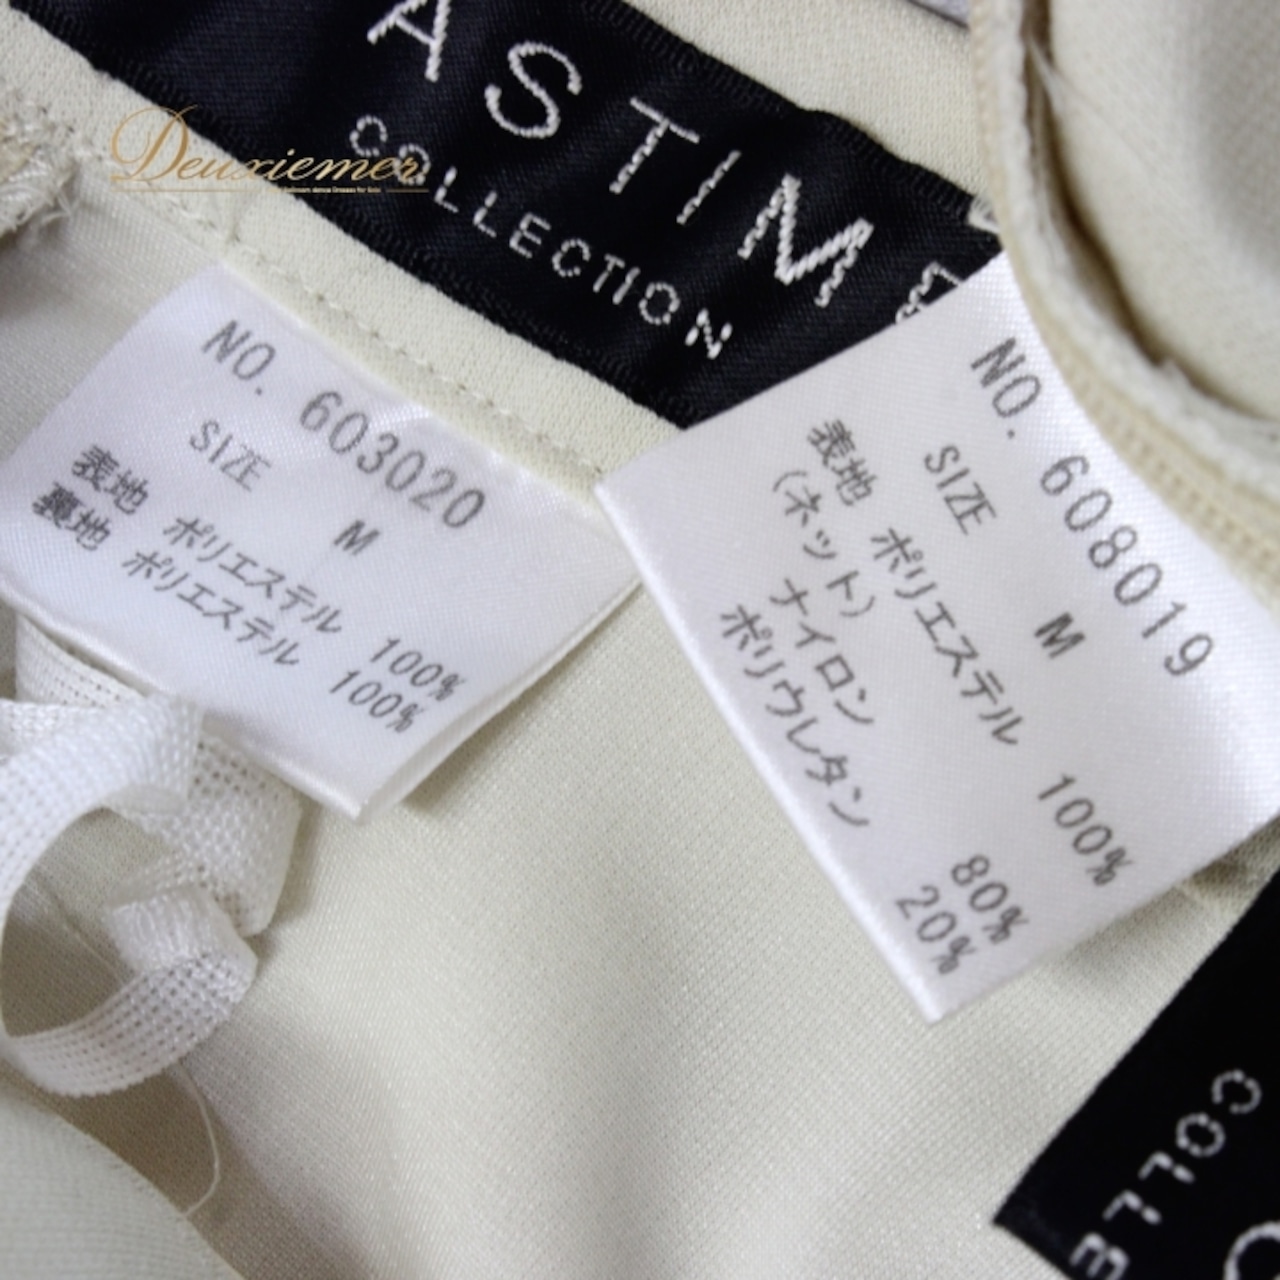 ASTIM
COLLECTION
Deuxiemer
NO. 603020
SIZE M
表地 ポリエステル 100%
裏地 ポリエステル 100%
NO. 608019
SIZE M
表地 ポリエステル 100%
(ネット)
ナイロン 80%
ポリウレタン 20%
COLLE